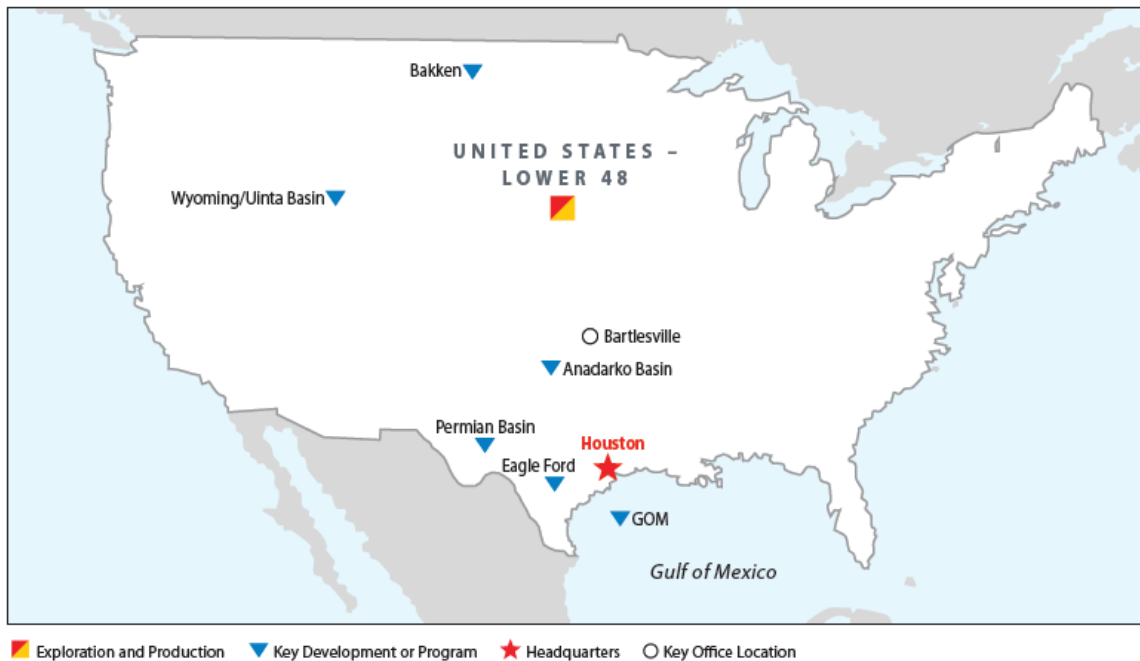 Bakken
UNITED STATES –
LOWER 48
Wyoming/Uinta Basin
Bartlesville
Anadarko Basin
Permian Basin
Houston
Eagle Ford
GOM
Gulf of Mexico
Exploration and Production
Key Development or Program
Headquarters
Key Office Location